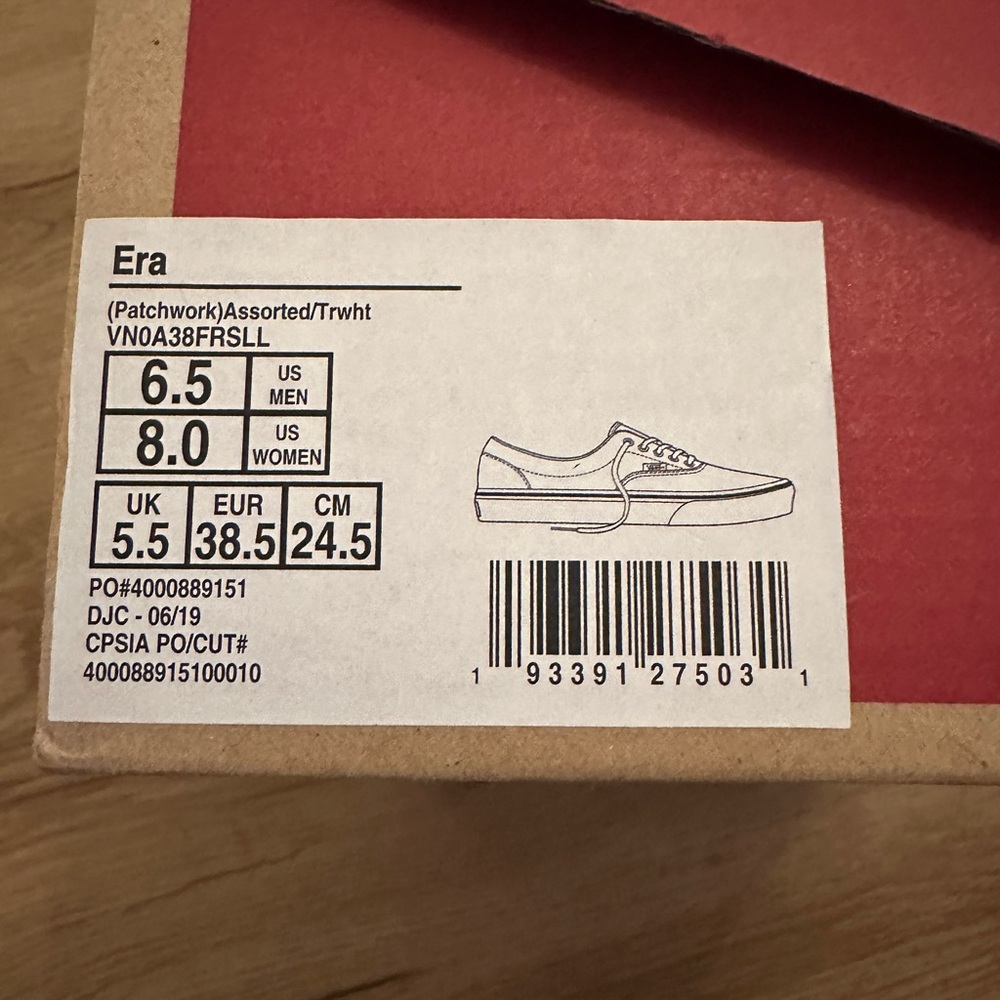 Era
(Patchwork)Assorted/Trwht
VN0A38FRSLL
6.5 US MEN
8.0 US WOMEN
UK EUR CM
5.5 38.5 24.5
PO#4000889151
DJC - 06/19
CPSIA PO/CUT#
400088915100010
1 93391 27503 1